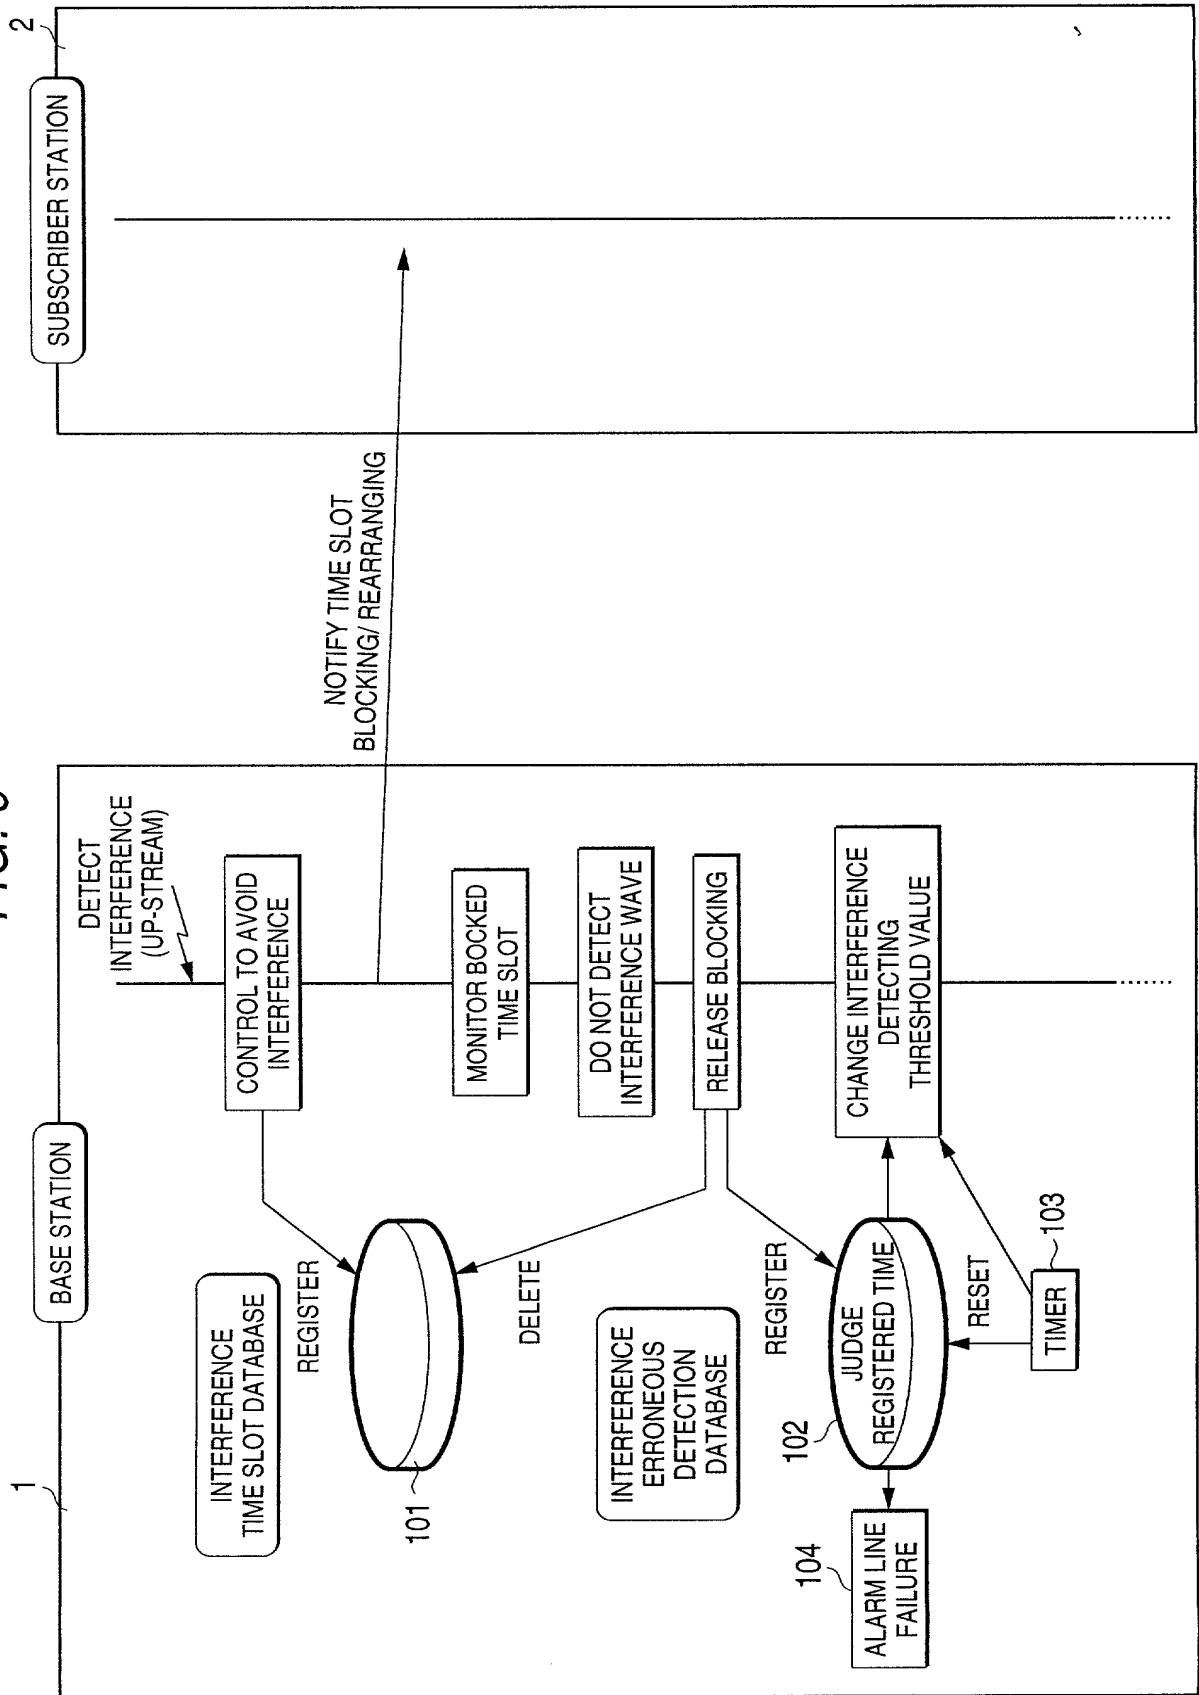 1
BASE STATION
INTERFERENCE
TIME SLOT DATABASE
REGISTER
101
DELETE
INTERFERENCE
ERRONEOUS
DETECTION
DATABASE
REGISTER
102
JUDGE
REGISTERED TIME
104
ALARM LINE
FAILURE
RESET
103
TIMER
DETECT
INTERFERENCE
(UP-STREAM)
CONTROL TO AVOID
INTERFERENCE
MONITOR BOCKED
TIME SLOT
DO NOT DETECT
INTERFERENCE WAVE
RELEASE BLOCKING
CHANGE INTERFERENCE
DETECTING
THRESHOLD VALUE
NOTIFY TIME SLOT
BLOCKING/ REARRANGING
SUBSCRIBER STATION
2